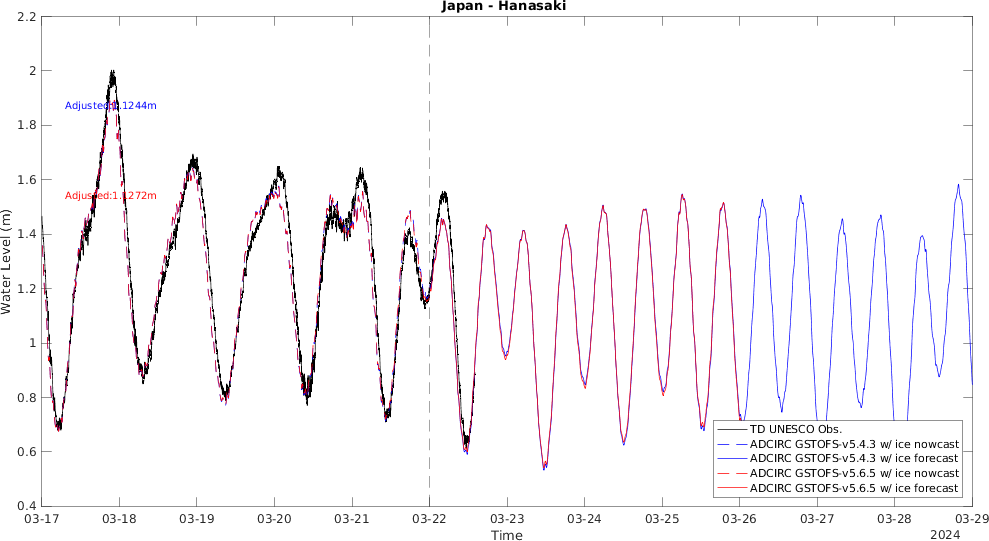 Japan - Hanasaki
2.2
2
1.8
1.6
1.4
1.2
1
0.8
0.6
0.4
Water Level (m)
Adjusted:1.1244m
Adjusted:1.1272m
TD UNESCO Obs.
ADCIRC GSTOFS-v5.4.3 w/ ice nowcast
ADCIRC GSTOFS-v5.4.3 w/ ice forecast
ADCIRC GSTOFS-v5.6.5 w/ ice nowcast
ADCIRC GSTOFS-v5.6.5 w/ ice forecast
03-17 03-18 03-19 03-20 03-21 03-22 03-23 03-24 03-25 03-26 03-27 03-28 03-29
Time
2024